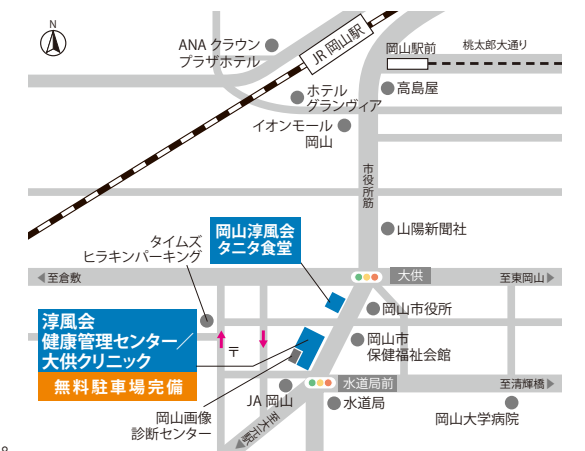 N
ANA クラウン
プラザホテル
JR 岡山駅
岡山駅前
桃太郎大通り
ホテル
グランヴィア
高島屋
イオンモール
岡山
市役所筋
岡山淳風会
タニタ食堂
山陽新聞社
タイムズ
ヒラキンパーキング
至倉敷
大供
至東岡山
淳風会
健康管理センター／
大供クリニック
無料駐車場完備
岡山市役所
〒
岡山市
保健福祉会館
JA 岡山
水道局前
至清輝橋
水道局
岡山画像
診断センター
至大元駅
岡山大学病院
。